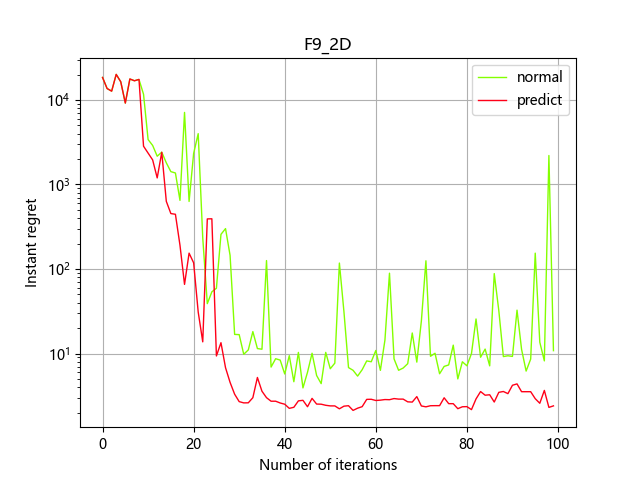 F9_2D
normal
predict
Instant regret
10^4
10^3
10^2
10^1
0 20 40 60 80 100
Number of iterations